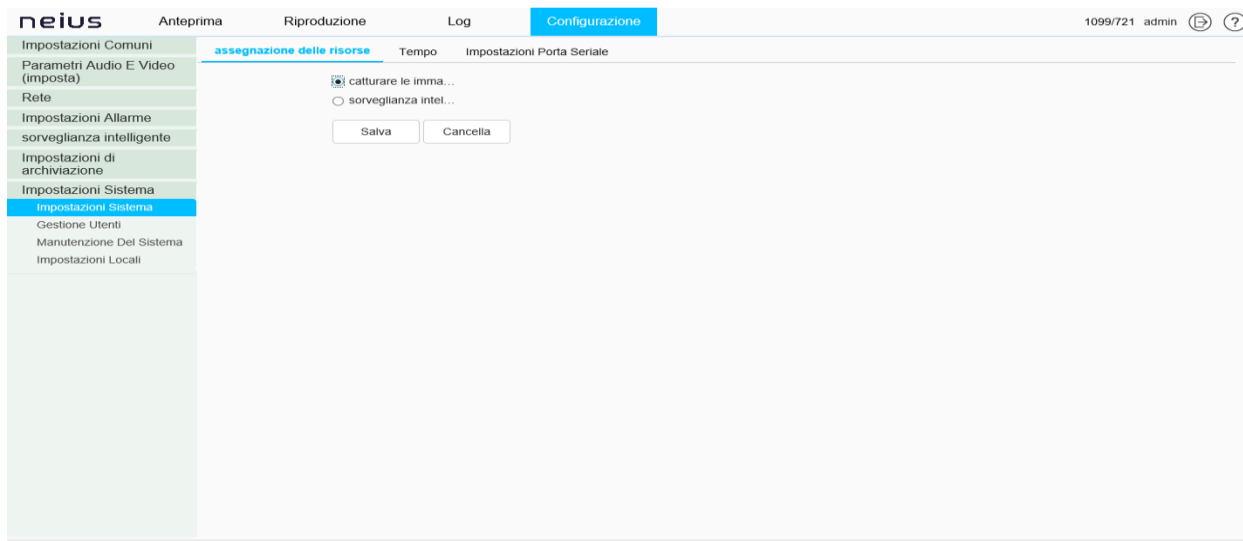 neius Anteprima Riproduzione Log Configurazione 1099/721 admin ?
Impostazioni Comuni
Parametri Audio E Video
(imposta)
Rete
Impostazioni Allarme
sorveglianza intelligente
Impostazioni di
archiviazione
Impostazioni Sistema
Impostazioni Sistema
Gestione Utenti
Manutenzione Del Sistema
Impostazioni Locali
assegnazione delle risorse Tempo Impostazioni Porta Seriale
catturare le imma...
sorveglianza intel...
Salva Cancella